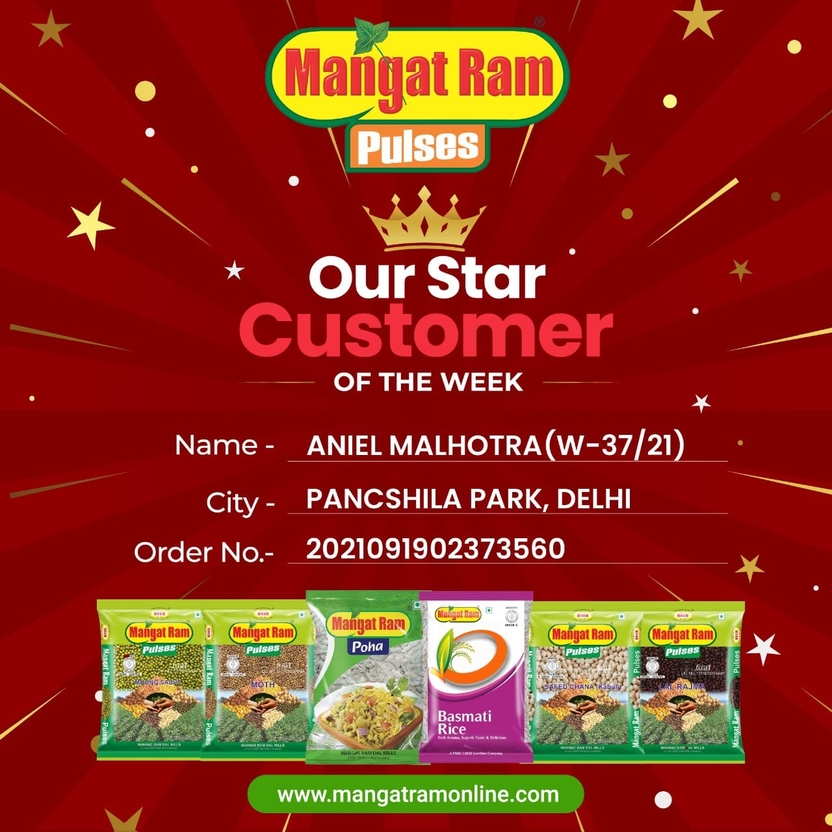 ®
Mangat Ram
Pulses
Our Star
Customer
OF THE WEEK
Name - ANIEL MALHOTRA(W-37/21)
City - PANCSHILA PARK, DELHI
Order No.- 2021091902373560
Mangat Ram
Pulses
Mangat Ram
Pulses
MOTH
Mangat Ram
Poha
Mangat Ram
Basmati
Rice
Mangat Ram
Pulses
Mangat Ram
Pulses
www.mangatramonline.com